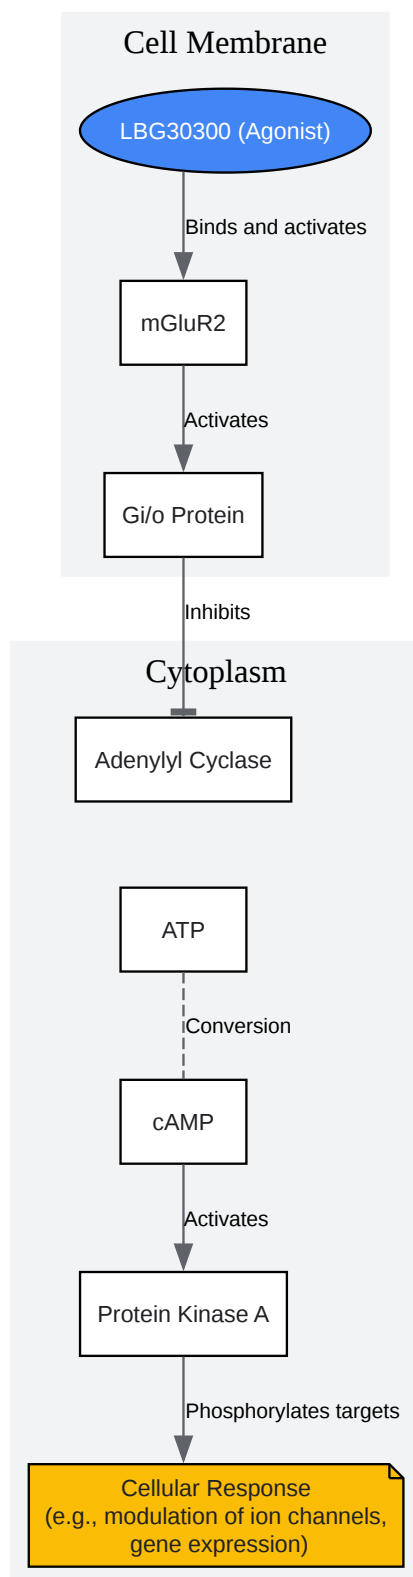 Cell Membrane
LBG30300 (Agonist)
Binds and activates
mGluR2
Activates
Gi/o Protein
Inhibits
Cytoplasm
Adenylyl Cyclase
ATP
Conversion
cAMP
Activates
Protein Kinase A
Phosphorylates targets
Cellular Response
(e.g., modulation of ion channels,
gene expression)